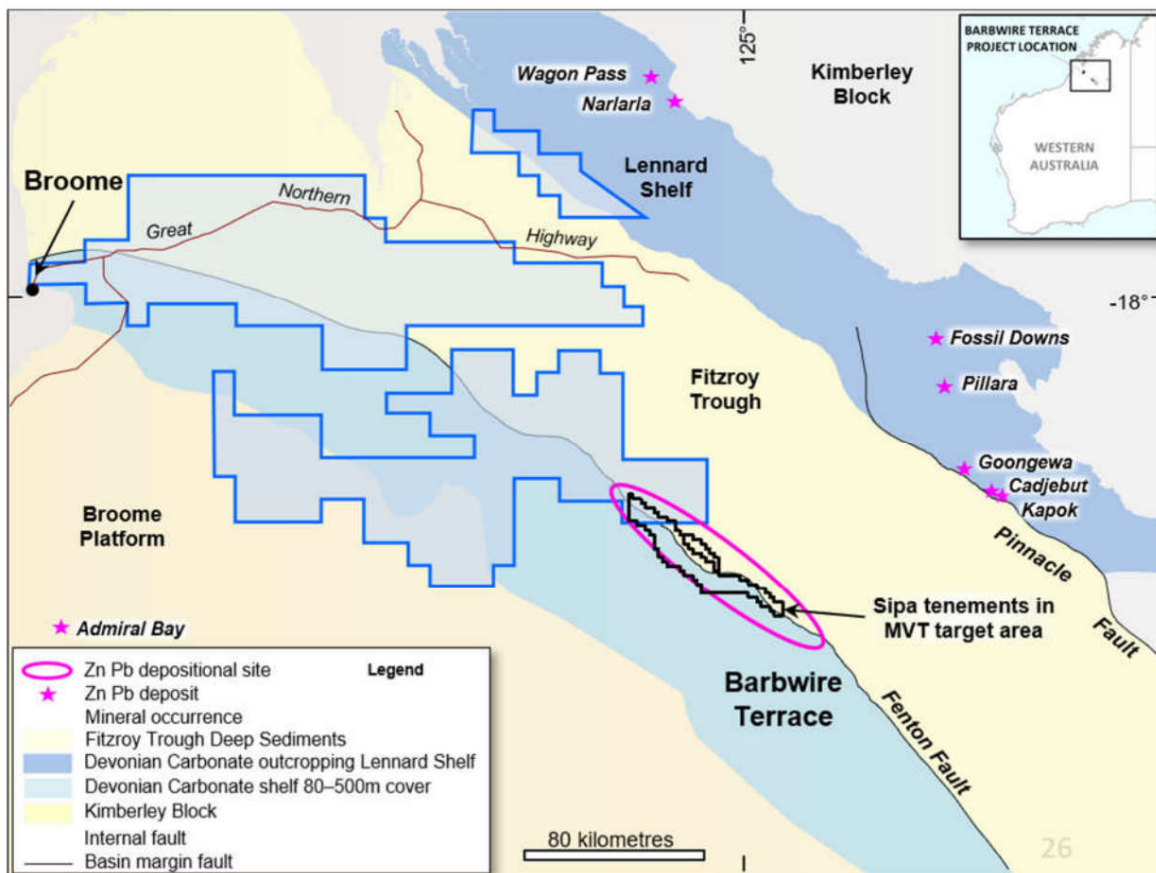 125°
BARBWIRE TERRACE
PROJECT LOCATION
WESTERN
AUSTRALIA
Wagon Pass
Narlarla
Kimberley
Block
Lennard
Shelf
Broome
Great Northern Highway
-18°
Fossil Downs
Pillara
Fitzroy
Trough
Goongewa
Cadjebut
Kapok
Broome
Platform
Pinnacle Fault
Sipa tenements in
MVT target area
Admiral Bay
Barbwire
Terrace
Fenton Fault
Legend
Zn Pb depositional site
Zn Pb deposit
Mineral occurrence
Fitzroy Trough Deep Sediments
Devonian Carbonate outcropping Lennard Shelf
Devonian Carbonate shelf 80–500m cover
Kimberley Block
Internal fault
Basin margin fault
80 kilometres
26